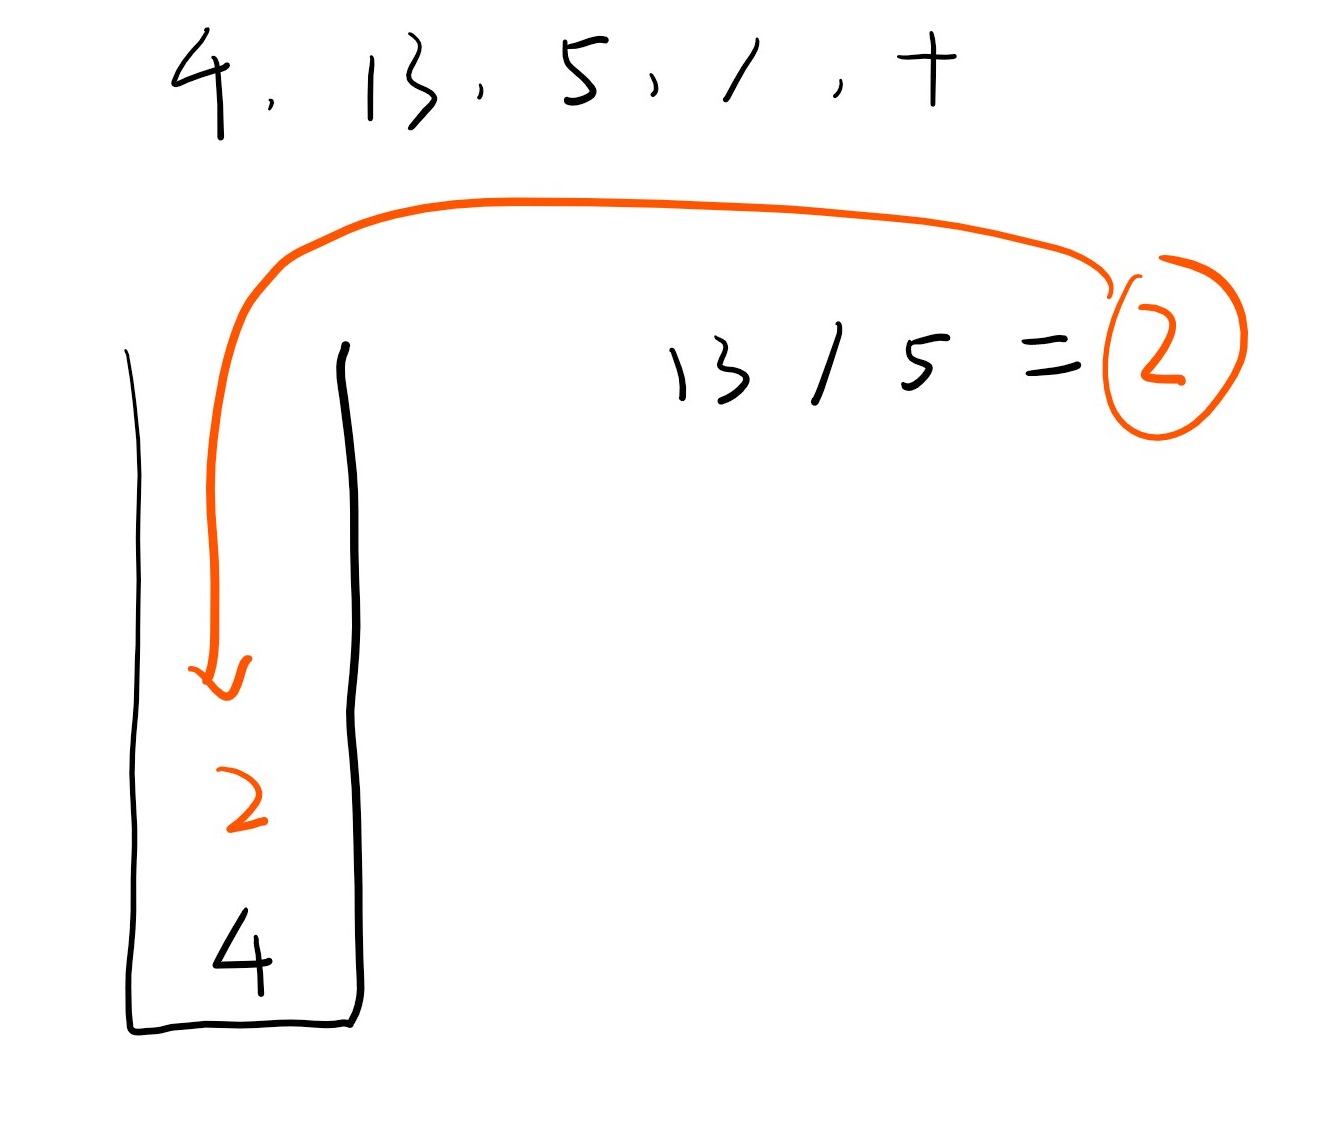 4, 13, 5, /, +
13 / 5 = 2
2
4